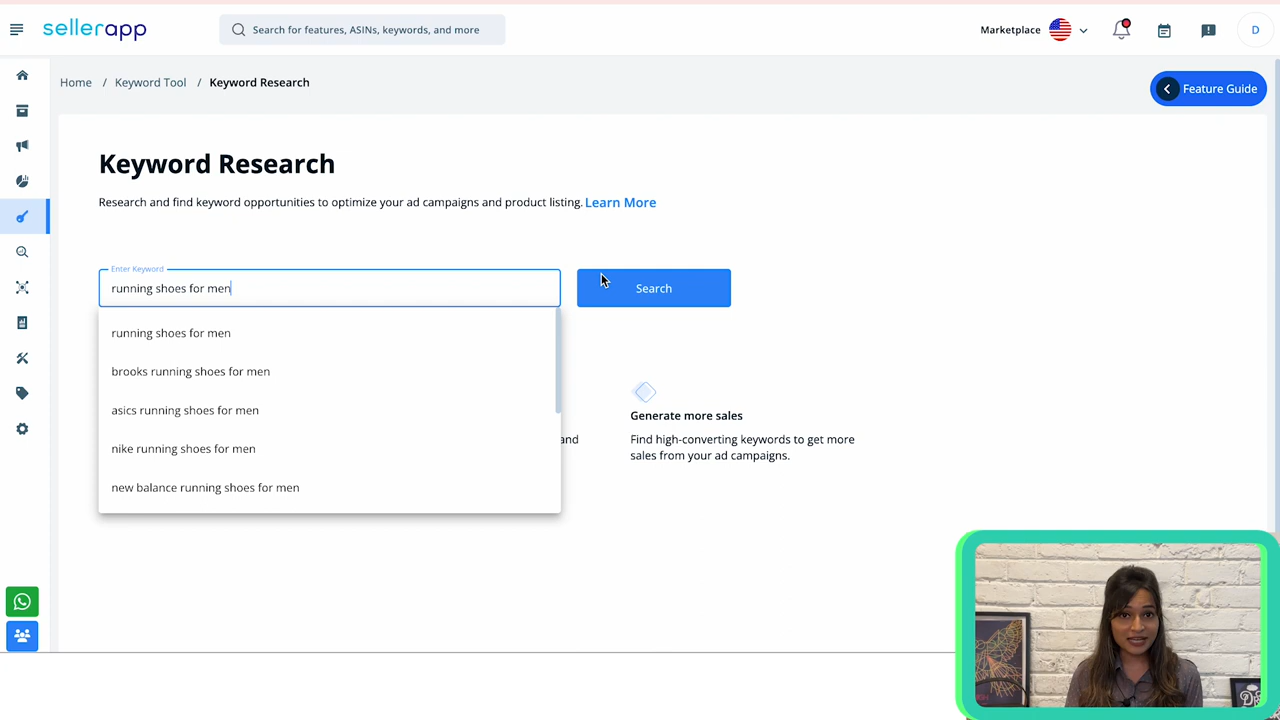 sellerapp
Search for features, ASINs, keywords, and more
Marketplace
D
Home / Keyword Tool / Keyword Research
Feature Guide
Keyword Research
Research and find keyword opportunities to optimize your ad campaigns and product listing. Learn More
Enter Keyword
running shoes for men
Search
running shoes for men
brooks running shoes for men
asics running shoes for men
nike running shoes for men
new balance running shoes for men
and
Generate more sales
Find high-converting keywords to get more
sales from your ad campaigns.